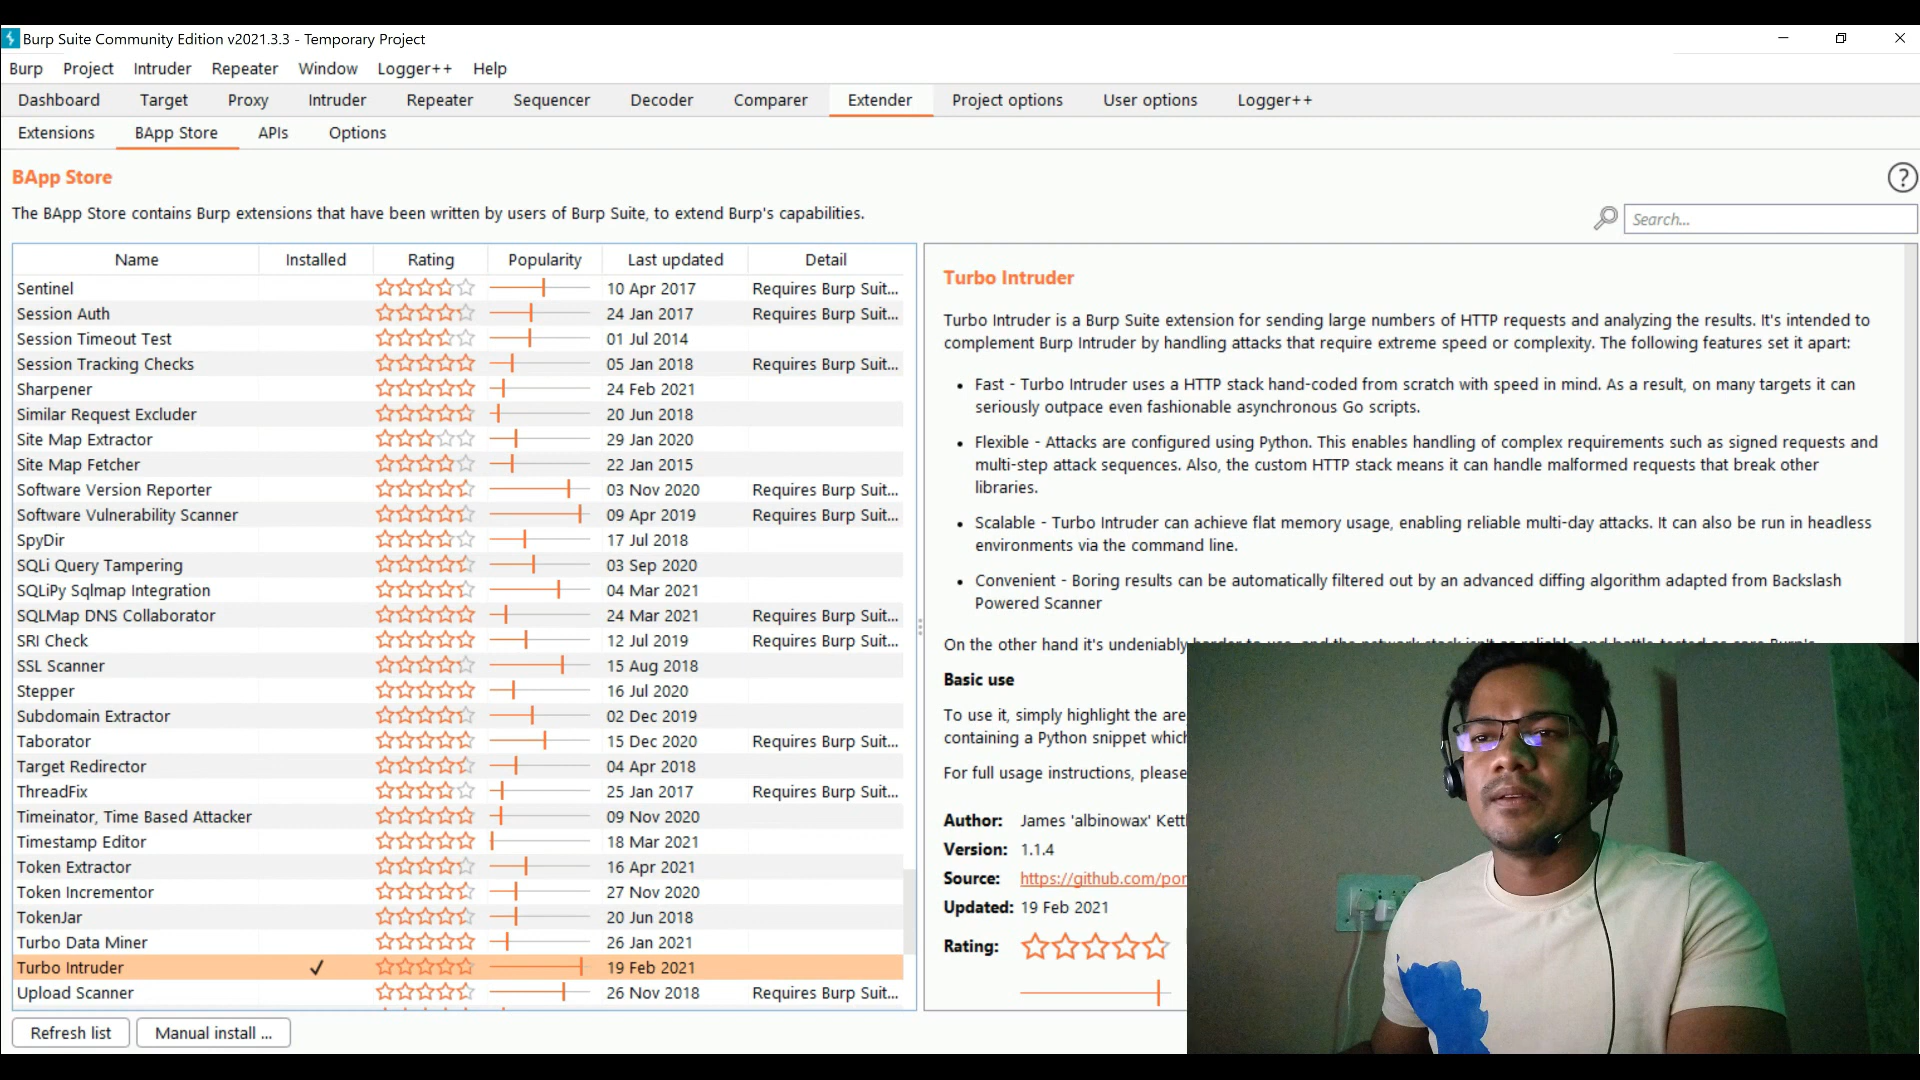 Burp Suite Community Edition v2021.3.3 - Temporary Project
Burp Project Intruder Repeater Window Logger++ Help
Dashboard Target Proxy Intruder Repeater Sequencer Decoder Comparer Extender Project options User options Logger++
Extensions BApp Store APIs Options
BApp Store
?
The BApp Store contains Burp extensions that have been written by users of Burp Suite, to extend Burp's capabilities.
Search...
Name Installed Rating Popularity Last updated Detail
Sentinel 10 Apr 2017 Requires Burp Suit...
Session Auth 24 Jan 2017 Requires Burp Suit...
Session Timeout Test 01 Jul 2014
Session Tracking Checks 05 Jan 2018 Requires Burp Suit...
Sharpener 24 Feb 2021
Similar Request Excluder 20 Jun 2018
Site Map Extractor 29 Jan 2020
Site Map Fetcher 22 Jan 2015
Software Version Reporter 03 Nov 2020 Requires Burp Suit...
Software Vulnerability Scanner 09 Apr 2019 Requires Burp Suit...
SpyDir 17 Jul 2018
SQLi Query Tampering 03 Sep 2020
SQLiPy Sqlmap Integration 04 Mar 2021
SQLMap DNS Collaborator 24 Mar 2021 Requires Burp Suit...
SRI Check 12 Jul 2019 Requires Burp Suit...
SSL Scanner 15 Aug 2018
Stepper 16 Jul 2020
Subdomain Extractor 02 Dec 2019
Taborator 15 Dec 2020 Requires Burp Suit...
Target Redirector 04 Apr 2018
ThreadFix 25 Jan 2017 Requires Burp Suit...
Timeinator, Time Based Attacker 09 Nov 2020
Timestamp Editor 18 Mar 2021
Token Extractor 16 Apr 2021
Token Incrementor 27 Nov 2020
TokenJar 20 Jun 2018
Turbo Data Miner 26 Jan 2021
Turbo Intruder 19 Feb 2021
Upload Scanner 26 Nov 2018 Requires Burp Suit...
Refresh list Manual install ...
Turbo Intruder
Turbo Intruder is a Burp Suite extension for sending large numbers of HTTP requests and analyzing the results. It's intended to
complement Burp Intruder by handling attacks that require extreme speed or complexity. The following features set it apart:
• Fast - Turbo Intruder uses a HTTP stack hand-coded from scratch with speed in mind. As a result, on many targets it can
seriously outpace even fashionable asynchronous Go scripts.
• Flexible - Attacks are configured using Python. This enables handling of complex requirements such as signed requests and
multi-step attack sequences. Also, the custom HTTP stack means it can handle malformed requests that break other
libraries.
• Scalable - Turbo Intruder can achieve flat memory usage, enabling reliable multi-day attacks. It can also be run in headless
environments via the command line.
• Convenient - Boring results can be automatically filtered out by an advanced diffing algorithm adapted from Backslash
Powered Scanner
On the other hand it's undeniably
Basic use
To use it, simply highlight the are
containing a Python snippet whic
For full usage instructions, please
Author: James 'albinowax' Kettl
Version: 1.1.4
Source: https://github.com/por
Updated: 19 Feb 2021
Rating: